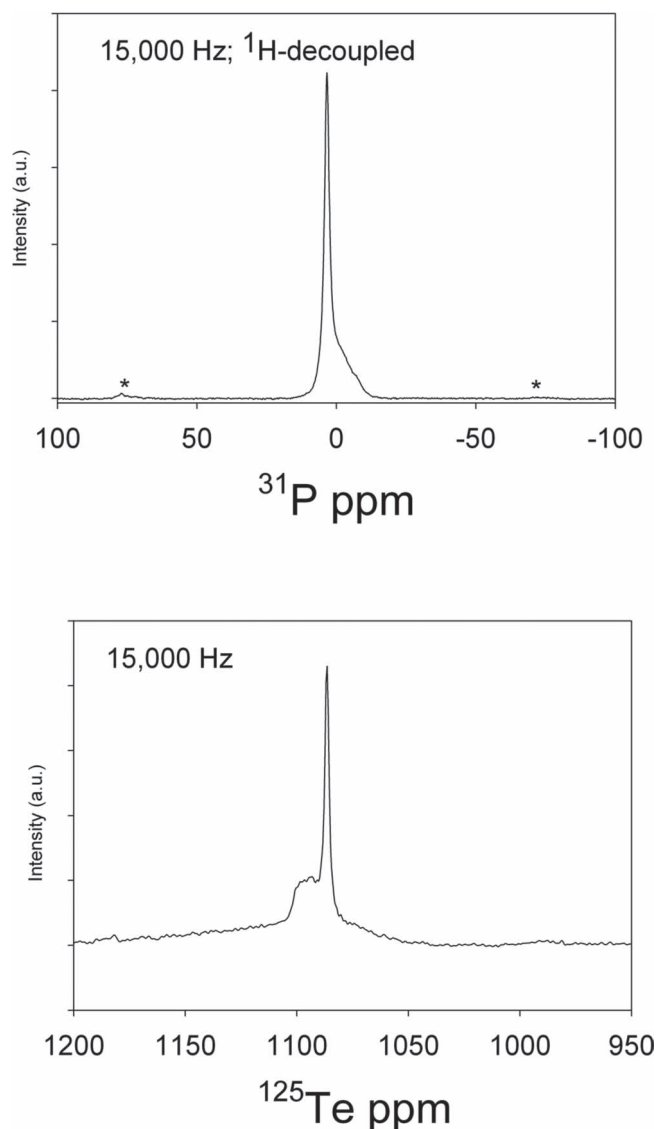 15,000 Hz; ¹H-decoupled
Intensity (a.u.)
*
*
100 50 0 -50 -100
³¹P ppm
15,000 Hz
Intensity (a.u.)
1200 1150 1100 1050 1000 950
¹²⁵Te ppm